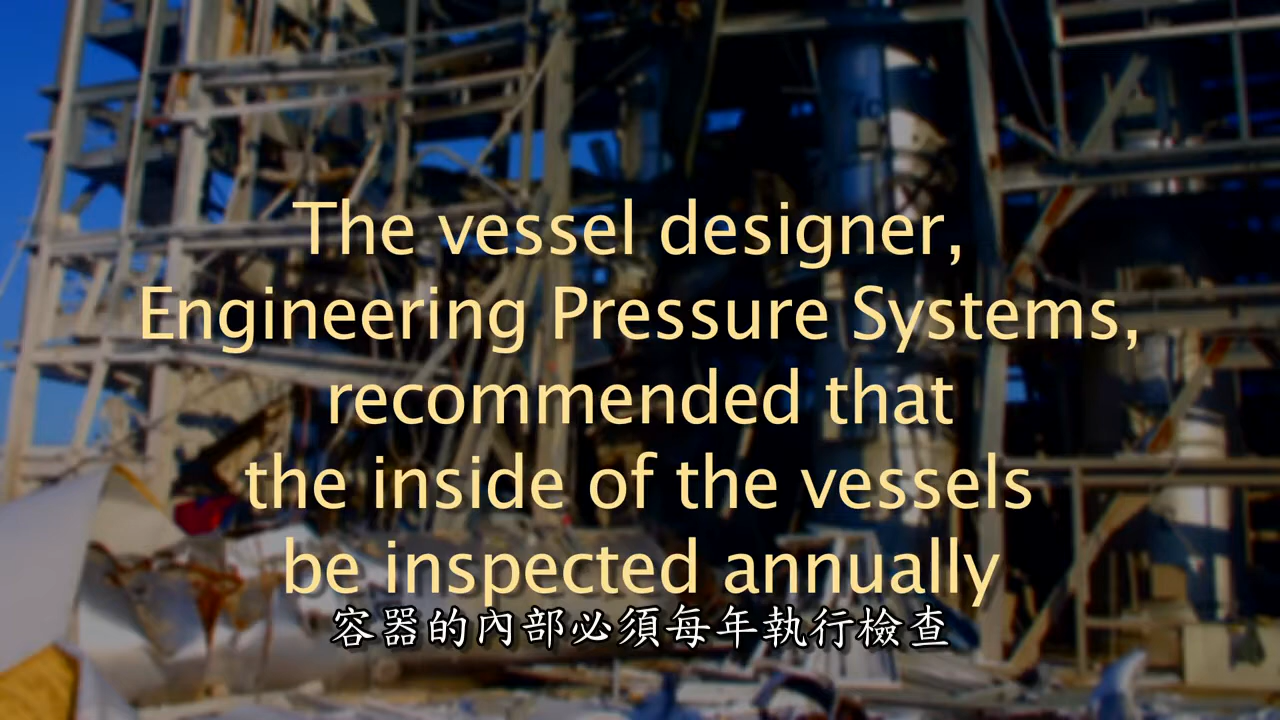 The vessel designer,
Engineering Pressure Systems,
recommended that
the inside of the vessels
be inspected annually
容器的內部必須每年執行檢查